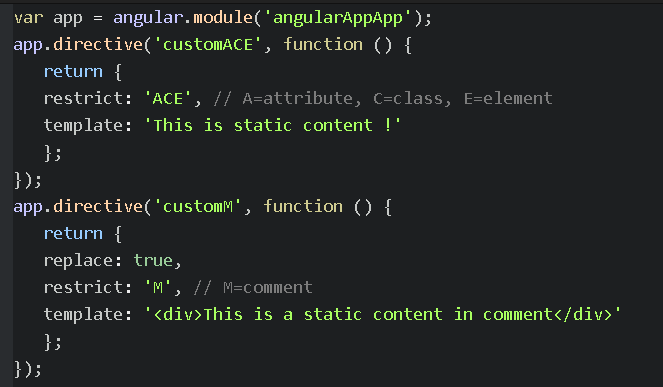 var app = angular.module('angularAppApp');
app.directive('customACE', function () {
return {
restrict: 'ACE', // A=attribute, C=class, E=element
template: 'This is static content !'
};
});
app.directive('customM', function () {
return {
replace: true,
restrict: 'M', // M=comment
template: '<div>This is a static content in comment</div>'
};
});